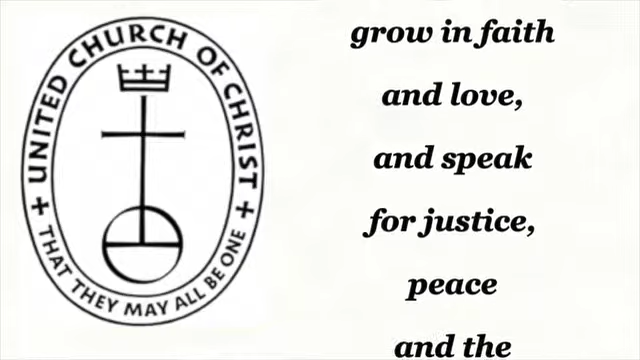 UNITED CHURCH OF CHRIST
THAT THEY MAY ALL BE ONE
grow in faith
and love,
and speak
for justice,
peace
and the